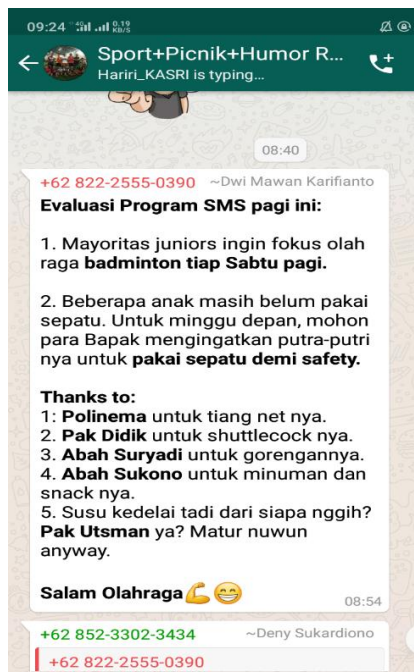 09:24 4G 0.19 KB/S
Sport+Picnik+Humor R...
Hariri_KASRI is typing...
08:40
+62 822-2555-0390 ~Dwi Mawan Karifianto
Evaluasi Program SMS pagi ini:
1. Mayoritas juniors ingin fokus olah
raga badminton tiap Sabtu pagi.
2. Beberapa anak masih belum pakai
sepatu. Untuk minggu depan, mohon
para Bapak mengingatkan putra-putri
nya untuk pakai sepatu demi safety.
Thanks to:
1: Polinema untuk tiang net nya.
2. Pak Didik untuk shuttlecock nya.
3. Abah Suryadi untuk gorengannya.
4. Abah Sukono untuk minuman dan
snack nya.
5. Susu kedelai tadi dari siapa nggih?
Pak Utsman ya? Matur nuwun
anyway.
Salam Olahraga💪😁
08:54
+62 852-3302-3434 ~Deny Sukardiono
+62 822-2555-0390